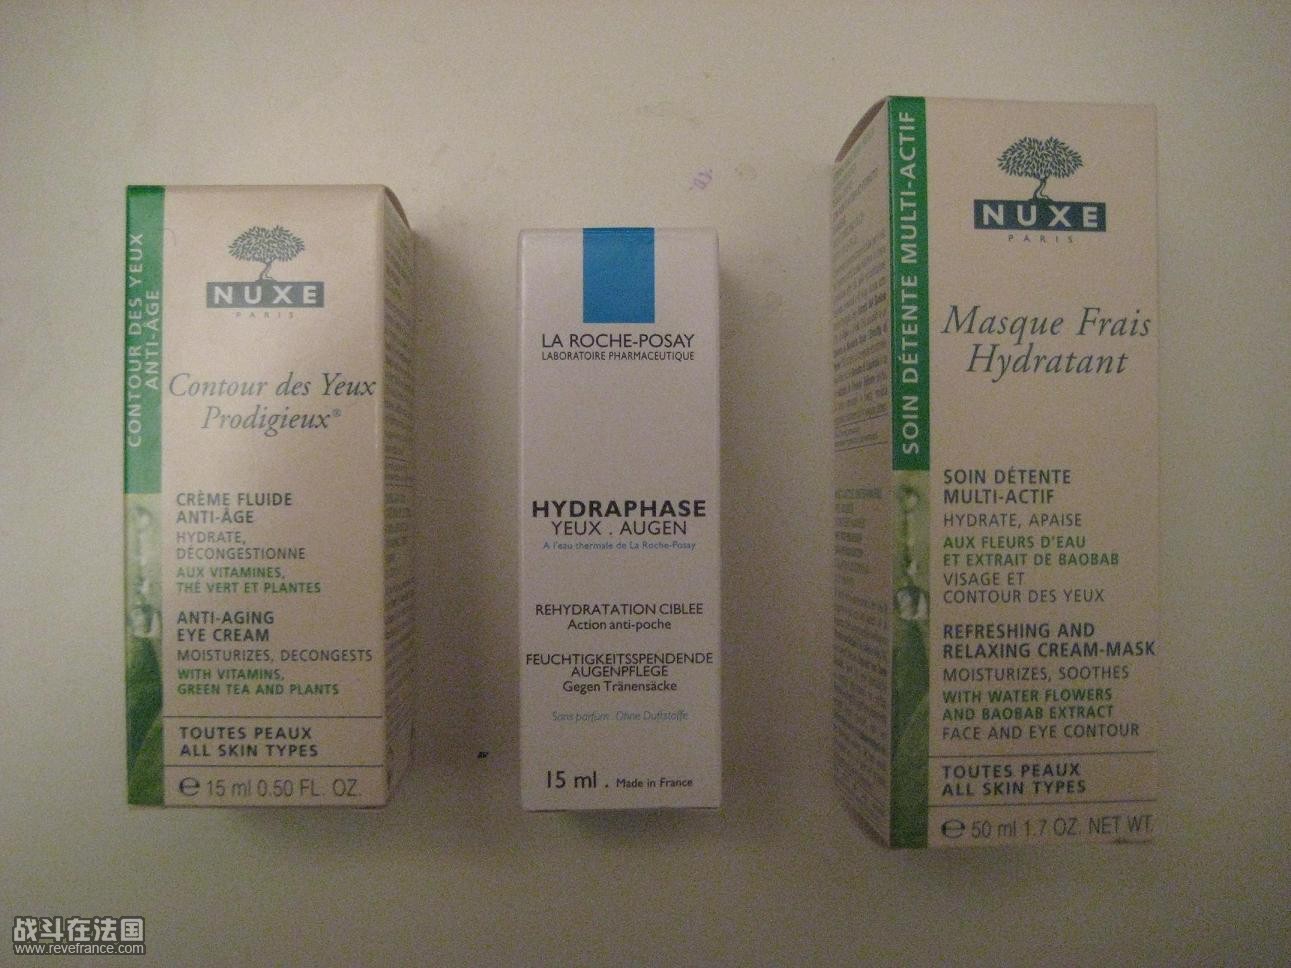 CONTOUR DES YEUX
ANTI-ÂGE
NUXE
PARIS
Contour des Yeux
Prodigieux®
CRÈME FLUIDE
ANTI-ÂGE
HYDRATE,
DÉCONGESTIONNE
AUX VITAMINES,
THÉ VERT ET PLANTES
ANTI-AGING
EYE CREAM
MOISTURIZES, DECONGESTS
WITH VITAMINS,
GREEN TEA AND PLANTS
TOUTES PEAUX
ALL SKIN TYPES
℮ 15 ml 0.50 FL. OZ.
LA ROCHE-POSAY
LABORATOIRE PHARMACEUTIQUE
HYDRAPHASE
YEUX . AUGEN
A l'eau thermale de La Roche-Posay
REHYDRATATION CIBLEE
Action anti-poche
FEUCHTIGKEITSSPENDENDE
AUGENPFLEGE
Gegen Tränensäcke
Sans parfum . Ohne Duftstoffe
15 ml . Made in France
SOIN DÉTENTE MULTI-ACTIF
NUXE
PARIS
Masque Frais
Hydratant
SOIN DÉTENTE
MULTI-ACTIF
HYDRATE, APAISE
AUX FLEURS D'EAU
ET EXTRAIT DE BAOBAB
VISAGE ET
CONTOUR DES YEUX
REFRESHING AND
RELAXING CREAM-MASK
MOISTURIZES, SOOTHES
WITH WATER FLOWERS
AND BAOBAB EXTRACT
FACE AND EYE CONTOUR
TOUTES PEAUX
ALL SKIN TYPES
℮ 50 ml 1.7 OZ. NET WT.
战斗在法国
www.revefrance.com